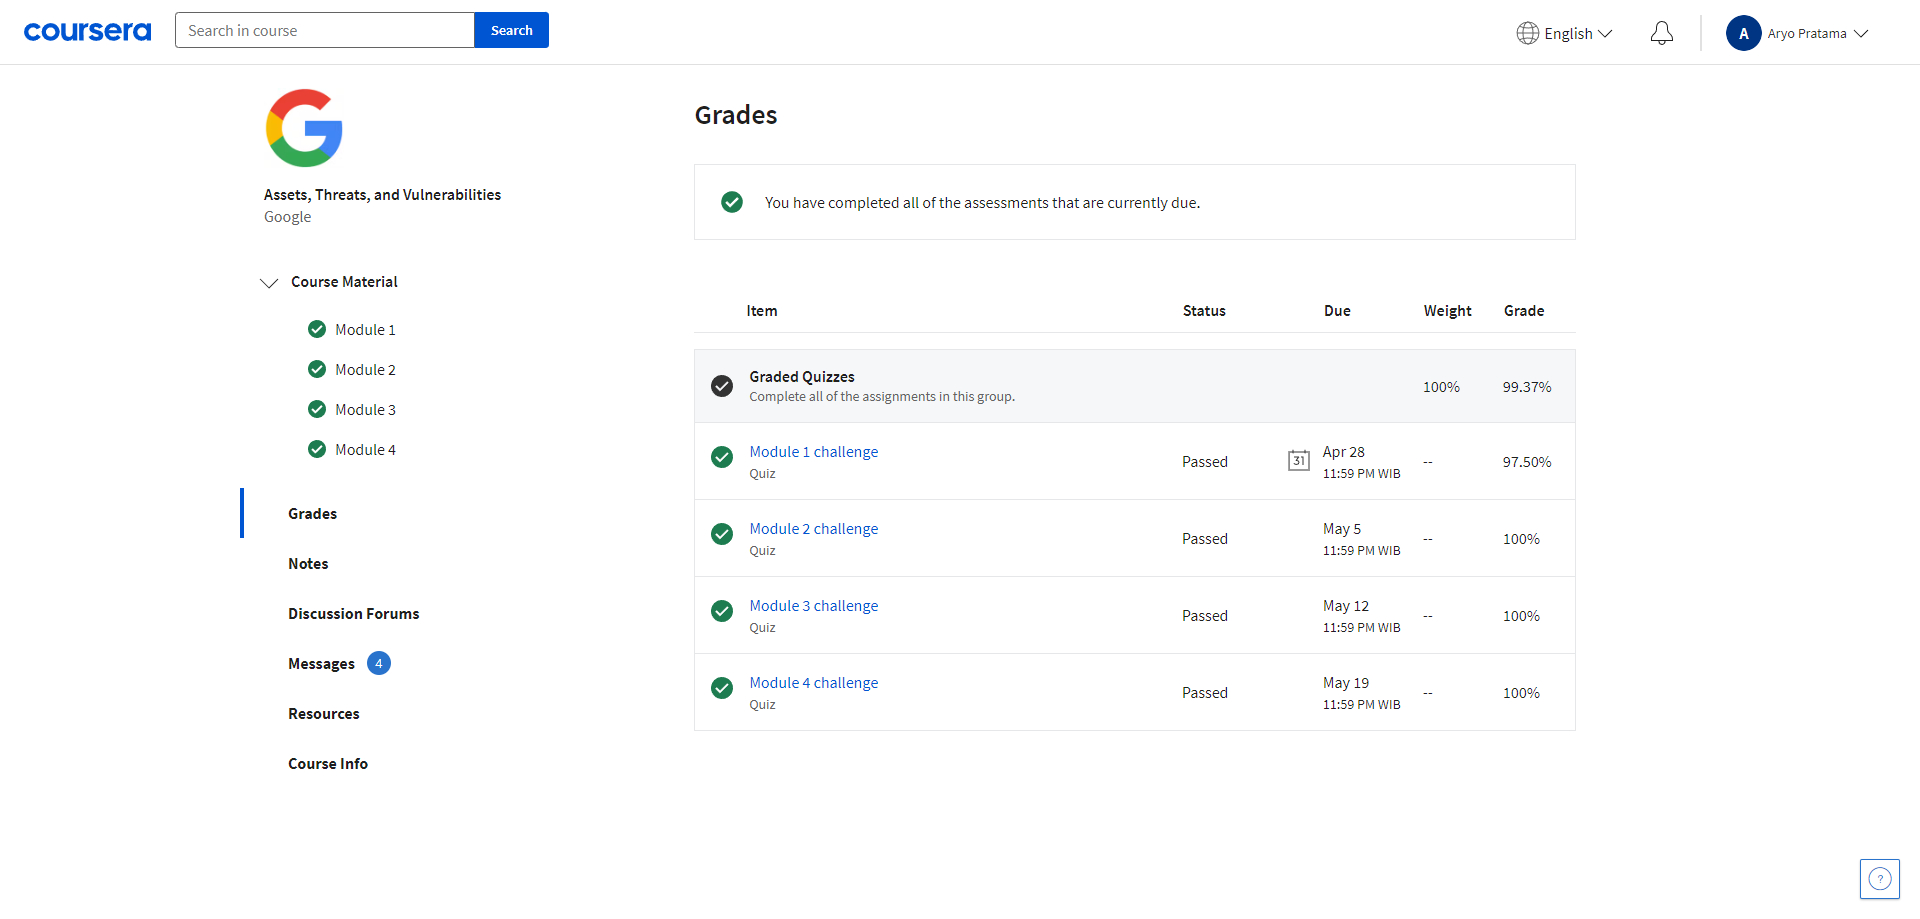 coursera
Search in course
Search
English
A
Aryo Pratama
Assets, Threats, and Vulnerabilities
Google
Course Material
Module 1
Module 2
Module 3
Module 4
Grades
Notes
Discussion Forums
Messages 4
Resources
Course Info
Grades
You have completed all of the assessments that are currently due.
Item Status Due Weight Grade
Graded Quizzes
Complete all of the assignments in this group.
100% 99.37%
Module 1 challenge
Quiz
Passed
31
Apr 28
11:59 PM WIB
-- 97.50%
Module 2 challenge
Quiz
Passed
May 5
11:59 PM WIB
-- 100%
Module 3 challenge
Quiz
Passed
May 12
11:59 PM WIB
-- 100%
Module 4 challenge
Quiz
Passed
May 19
11:59 PM WIB
-- 100%
?